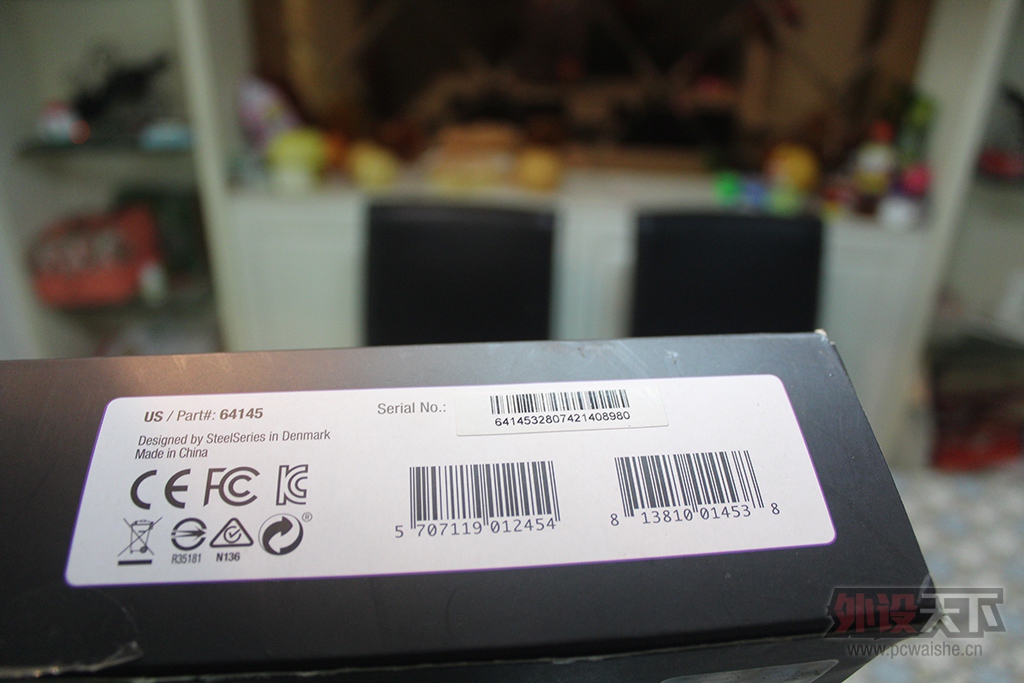 US / Part#: 64145
Serial No.:
6414532807421408980
Designed by SteelSeries in Denmark
Made in China
CE FC KC
R35181
N136
®
5 707119 012454
8 13810 01453 8
外设天下
www.pcwaishe.cn